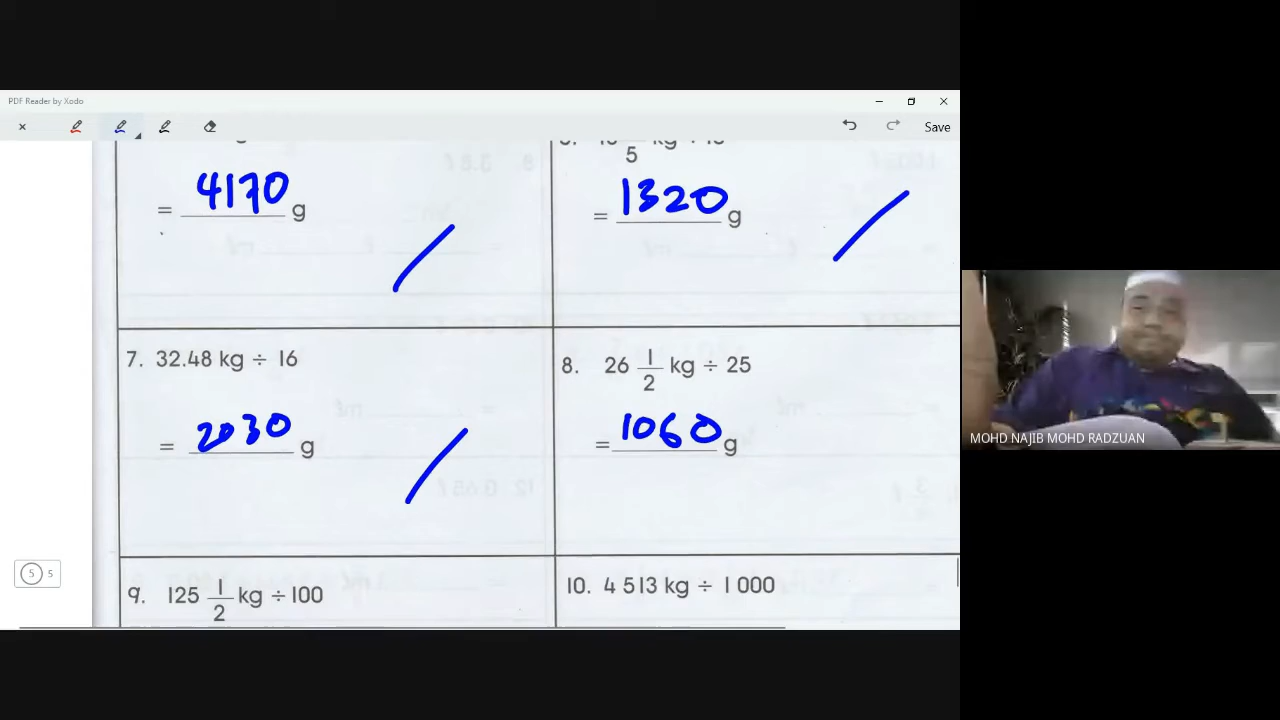 PDF Reader by Xodo
Save
5
kg
= 4170 g
= 1320 g
7. 32.48 kg ÷ 16
8. 26 1/2 kg ÷ 25
= 2030 g
= 1060 g
9. 125 1/2 kg ÷ 100
10. 4 513 kg ÷ 1 000
5 5
MOHD NAJIB MOHD RADZUAN